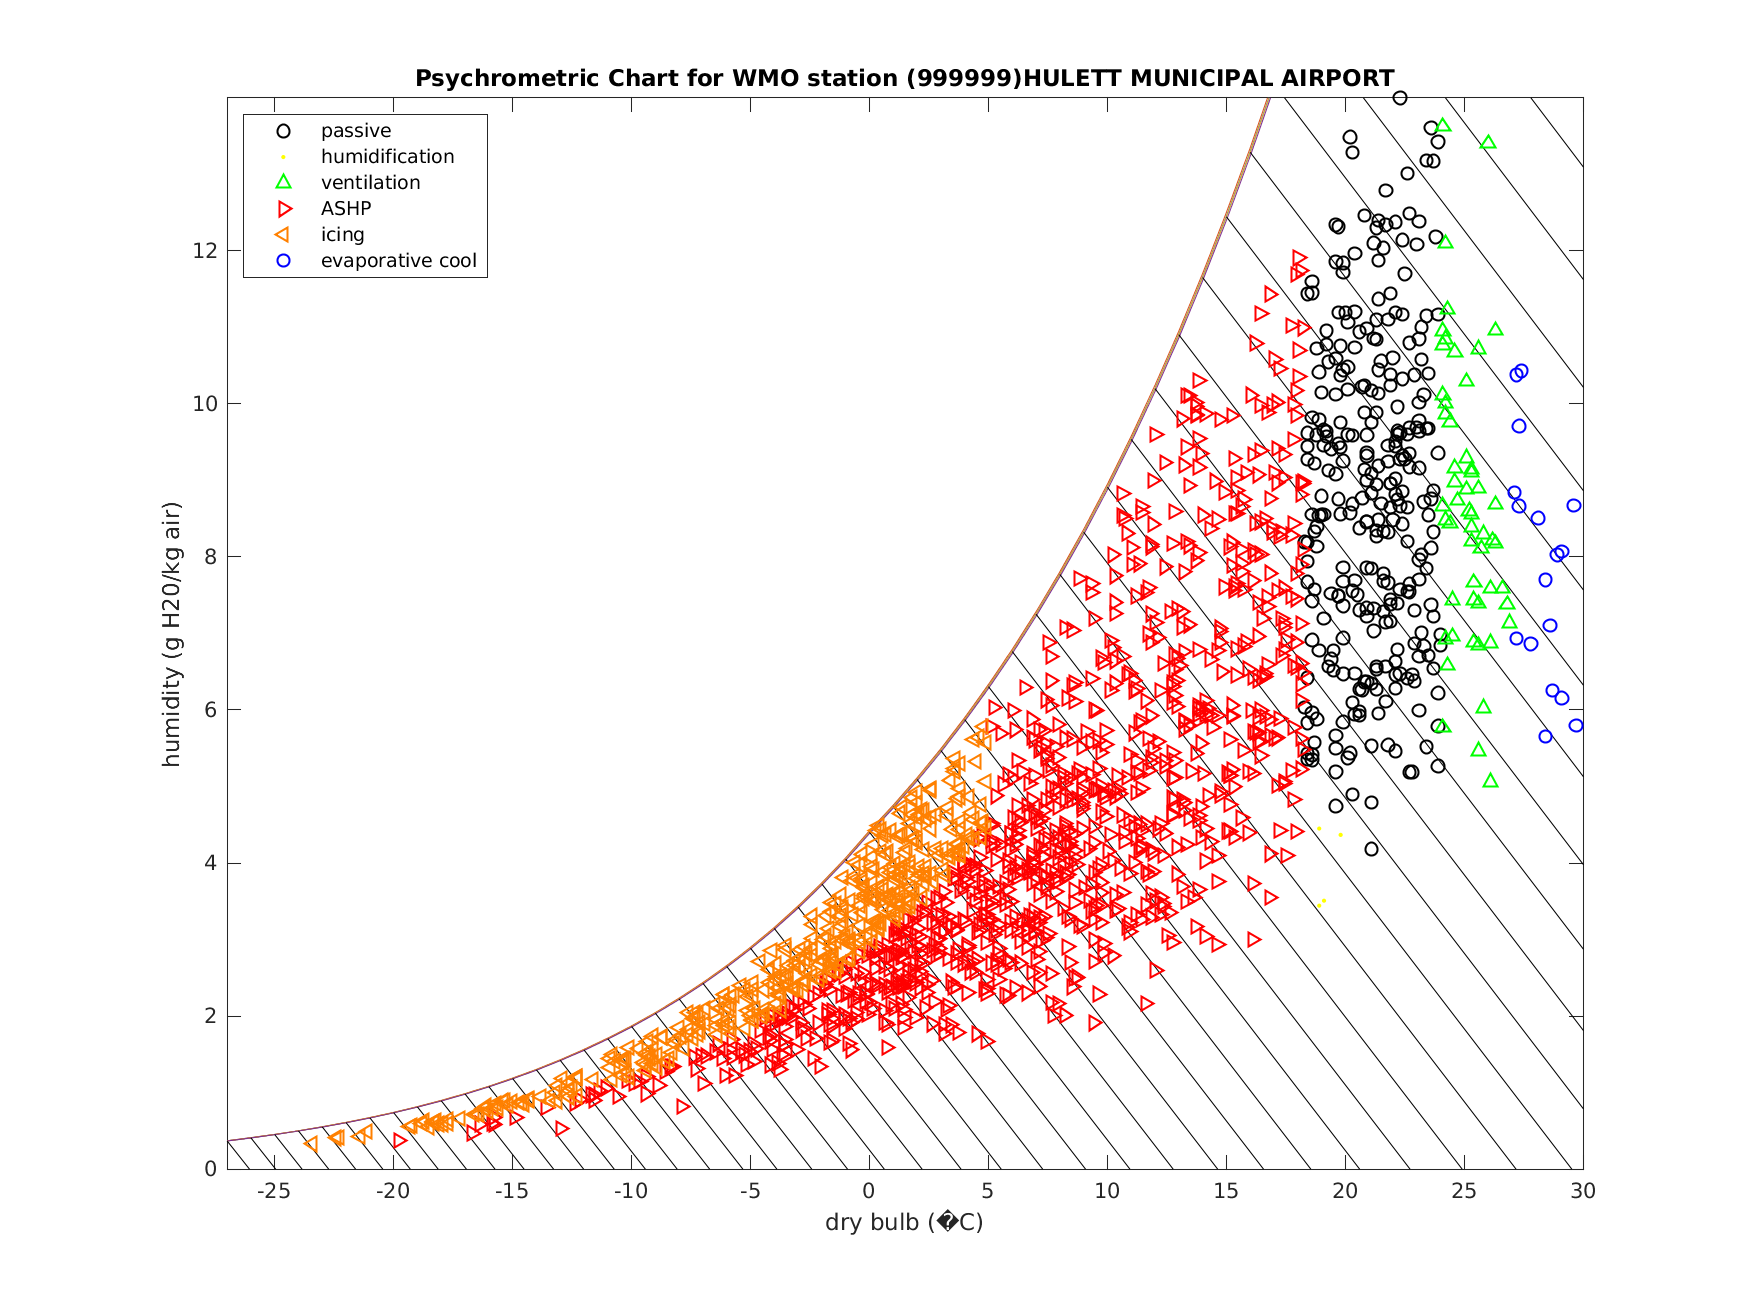 Psychrometric Chart for WMO station (999999)HULETT MUNICIPAL AIRPORT
passive
humidification
ventilation
ASHP
icing
evaporative cool
humidity (g H20/kg air)
12
10
8
6
4
2
0
-25 -20 -15 -10 -5 0 5 10 15 20 25 30
dry bulb (�C)